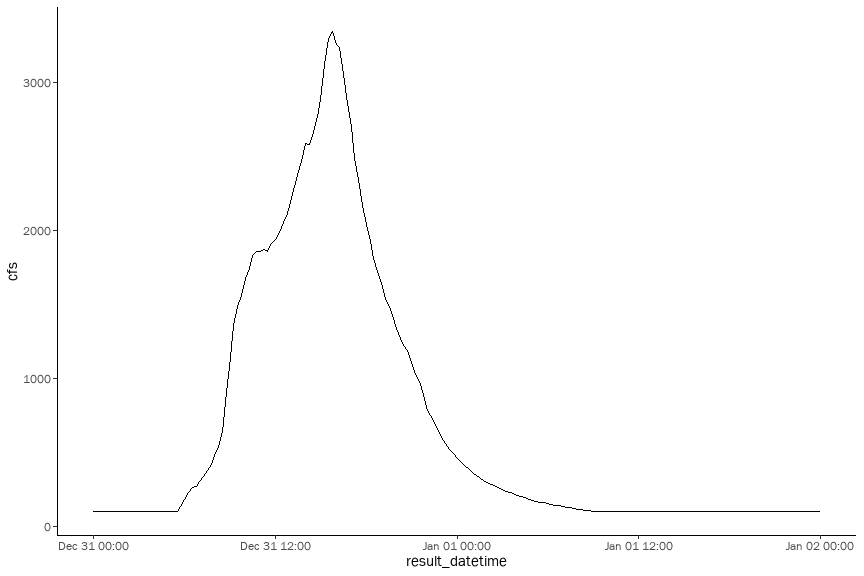 cfs
3000
2000
1000
0
Dec 31 00:00
Dec 31 12:00
Jan 01 00:00
Jan 01 12:00
Jan 02 00:00
result_datetime